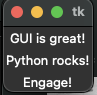 tk
GUI is great!
Python rocks!
Engage!